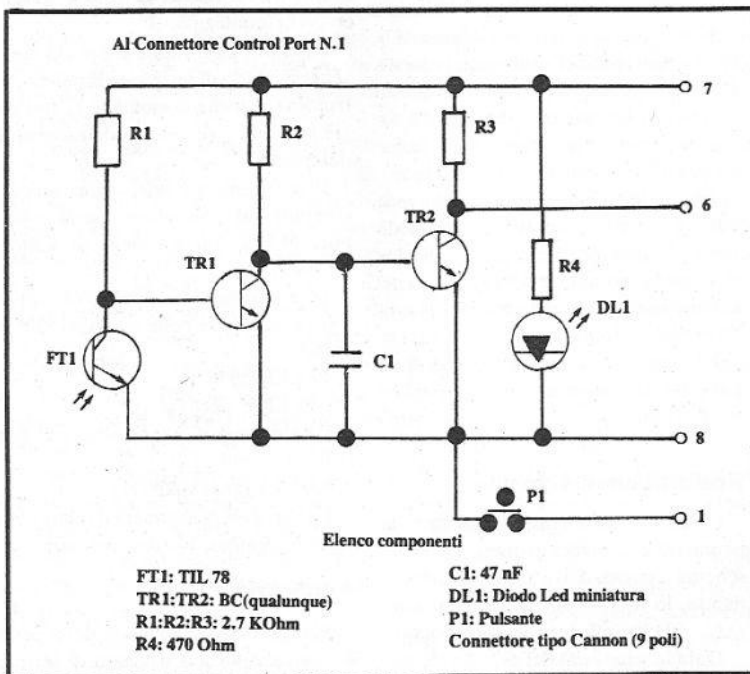 Al Connettore Control Port N.1
7
R1
R2
R3
6
TR2
TR1
R4
DL1
FT1
C1
8
P1
1
Elenco componenti
FT1: TIL 78
TR1:TR2: BC(qualunque)
R1:R2:R3: 2.7 KOhm
R4: 470 Ohm
C1: 47 nF
DL1: Diodo Led miniatura
P1: Pulsante
Connettore tipo Cannon (9 poli)